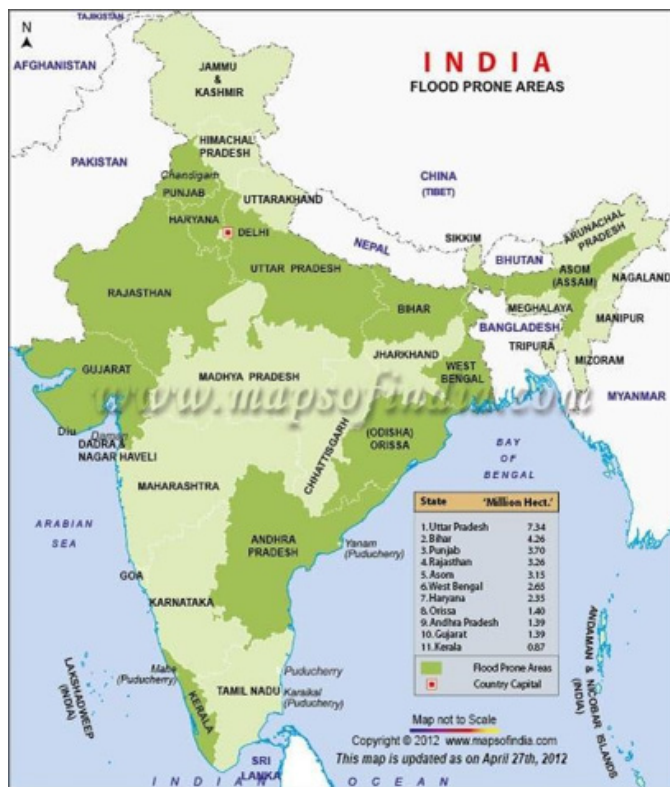 N
INDIA
FLOOD PRONE AREAS
TAJIKISTAN
AFGHANISTAN
JAMMU
&
KASHMIR
HIMACHAL
PRADESH
PAKISTAN
Chandigarh
PUNJAB
UTTARAKHAND
HARYANA
DELHI
CHINA
(TIBET)
NEPAL
SIKKIM
BHUTAN
ARUNACHAL
PRADESH
UTTAR PRADESH
ASOM
(ASSAM)
NAGALAND
RAJASTHAN
BIHAR
MEGHALAYA
MANIPUR
BANGLADESH
TRIPURA
MIZORAM
JHARKHAND
WEST
BENGAL
GUJARAT
MADHYA PRADESH
MYANMAR
www.mapsofindia.com
Diu
Daman
DADRA &
NAGAR HAVELI
CHHATTISGARH
(ODISHA)
ORISSA
BAY
OF
BENGAL
MAHARASHTRA
ARABIAN
SEA
ANDHRA
PRADESH
Yanam
(Puducherry)
GOA
KARNATAKA
State 'Million Hect.'
1.Uttar Pradesh 7.34
2.Bihar 4.26
3.Punjab 3.70
4.Rajasthan 3.26
5.Asom 3.15
6.West Bengal 2.65
7.Haryana 2.35
8.Orissa 1.40
9.Andhra Pradesh 1.39
10.Gujarat 1.39
11.Kerala 0.87
Flood Prone Areas
Country Capital
LAKSHADWEEP
(INDIA)
Mahe
(Puducherry)
Puducherry
Karaikal
(Puducherry)
TAMIL NADU
KERALA
ANDAMAN & NICOBAR ISLANDS
(INDIA)
Map not to Scale
Copyright © 2012 www.mapsofindia.com
This map is updated as on April 27th, 2012
SRI
LANKA
INDIAN OCEAN